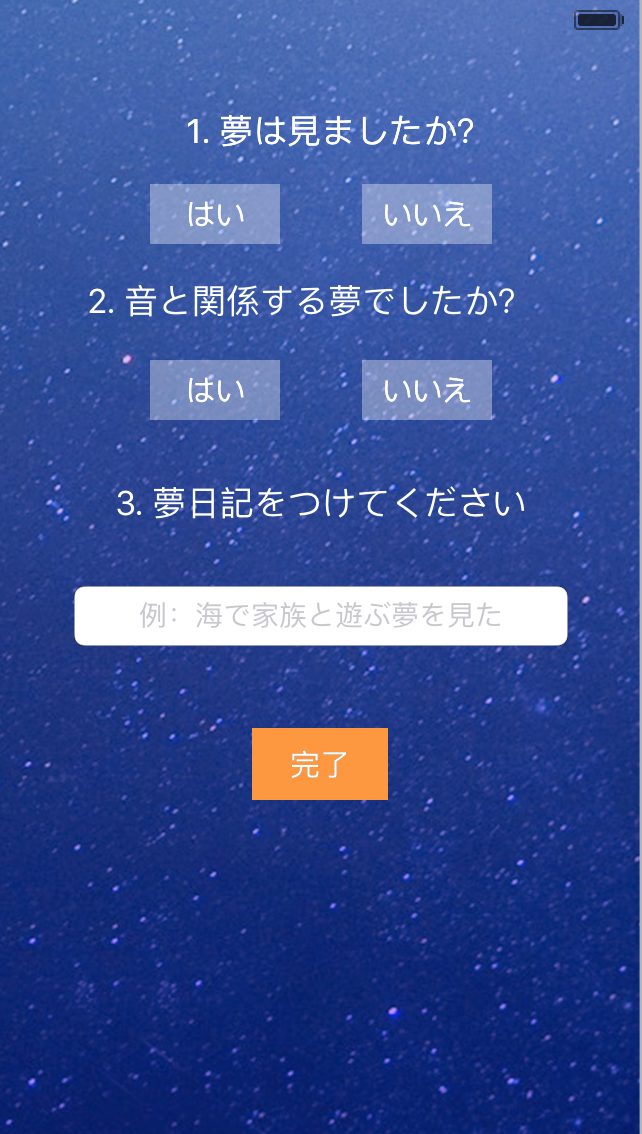 1. 夢は見ましたか?
はい いいえ
2. 音と関係する夢でしたか?
はい いいえ
3. 夢日記をつけてください
例：海で家族と遊ぶ夢を見た
完了